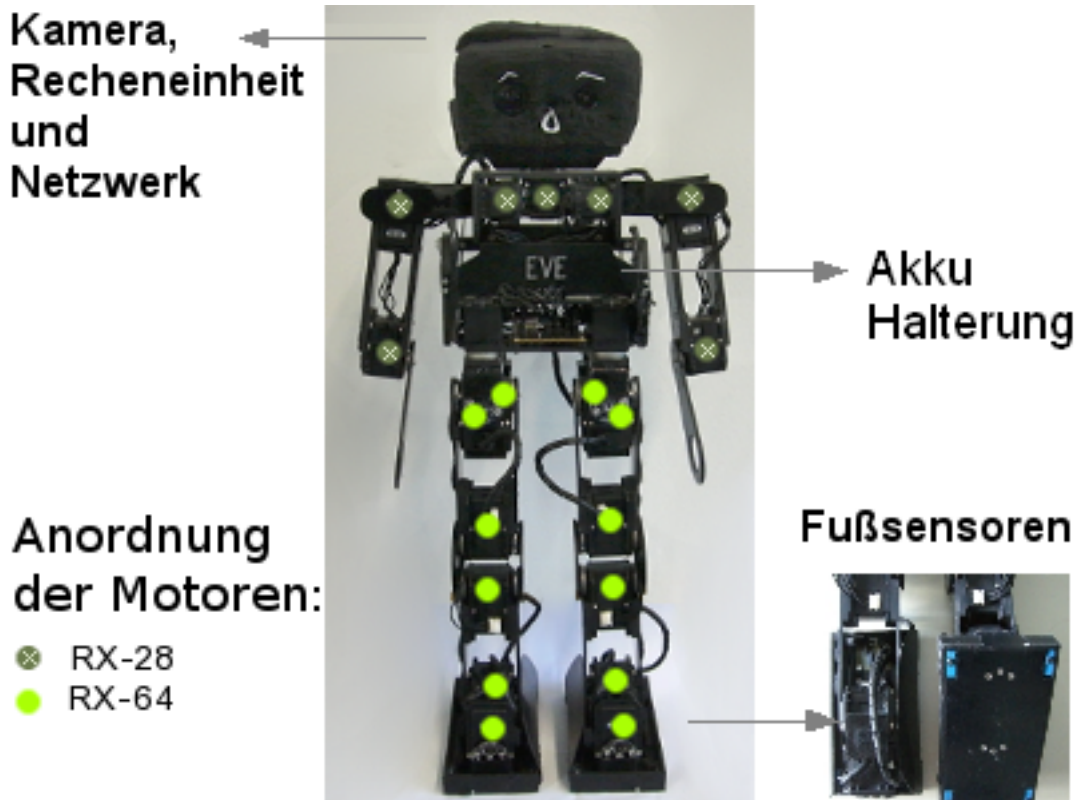 Kamera,
Recheneinheit
und
Netzwerk
EVE
Akku
Halterung
Anordnung
der Motoren:
RX-28
RX-64
Fußsensoren